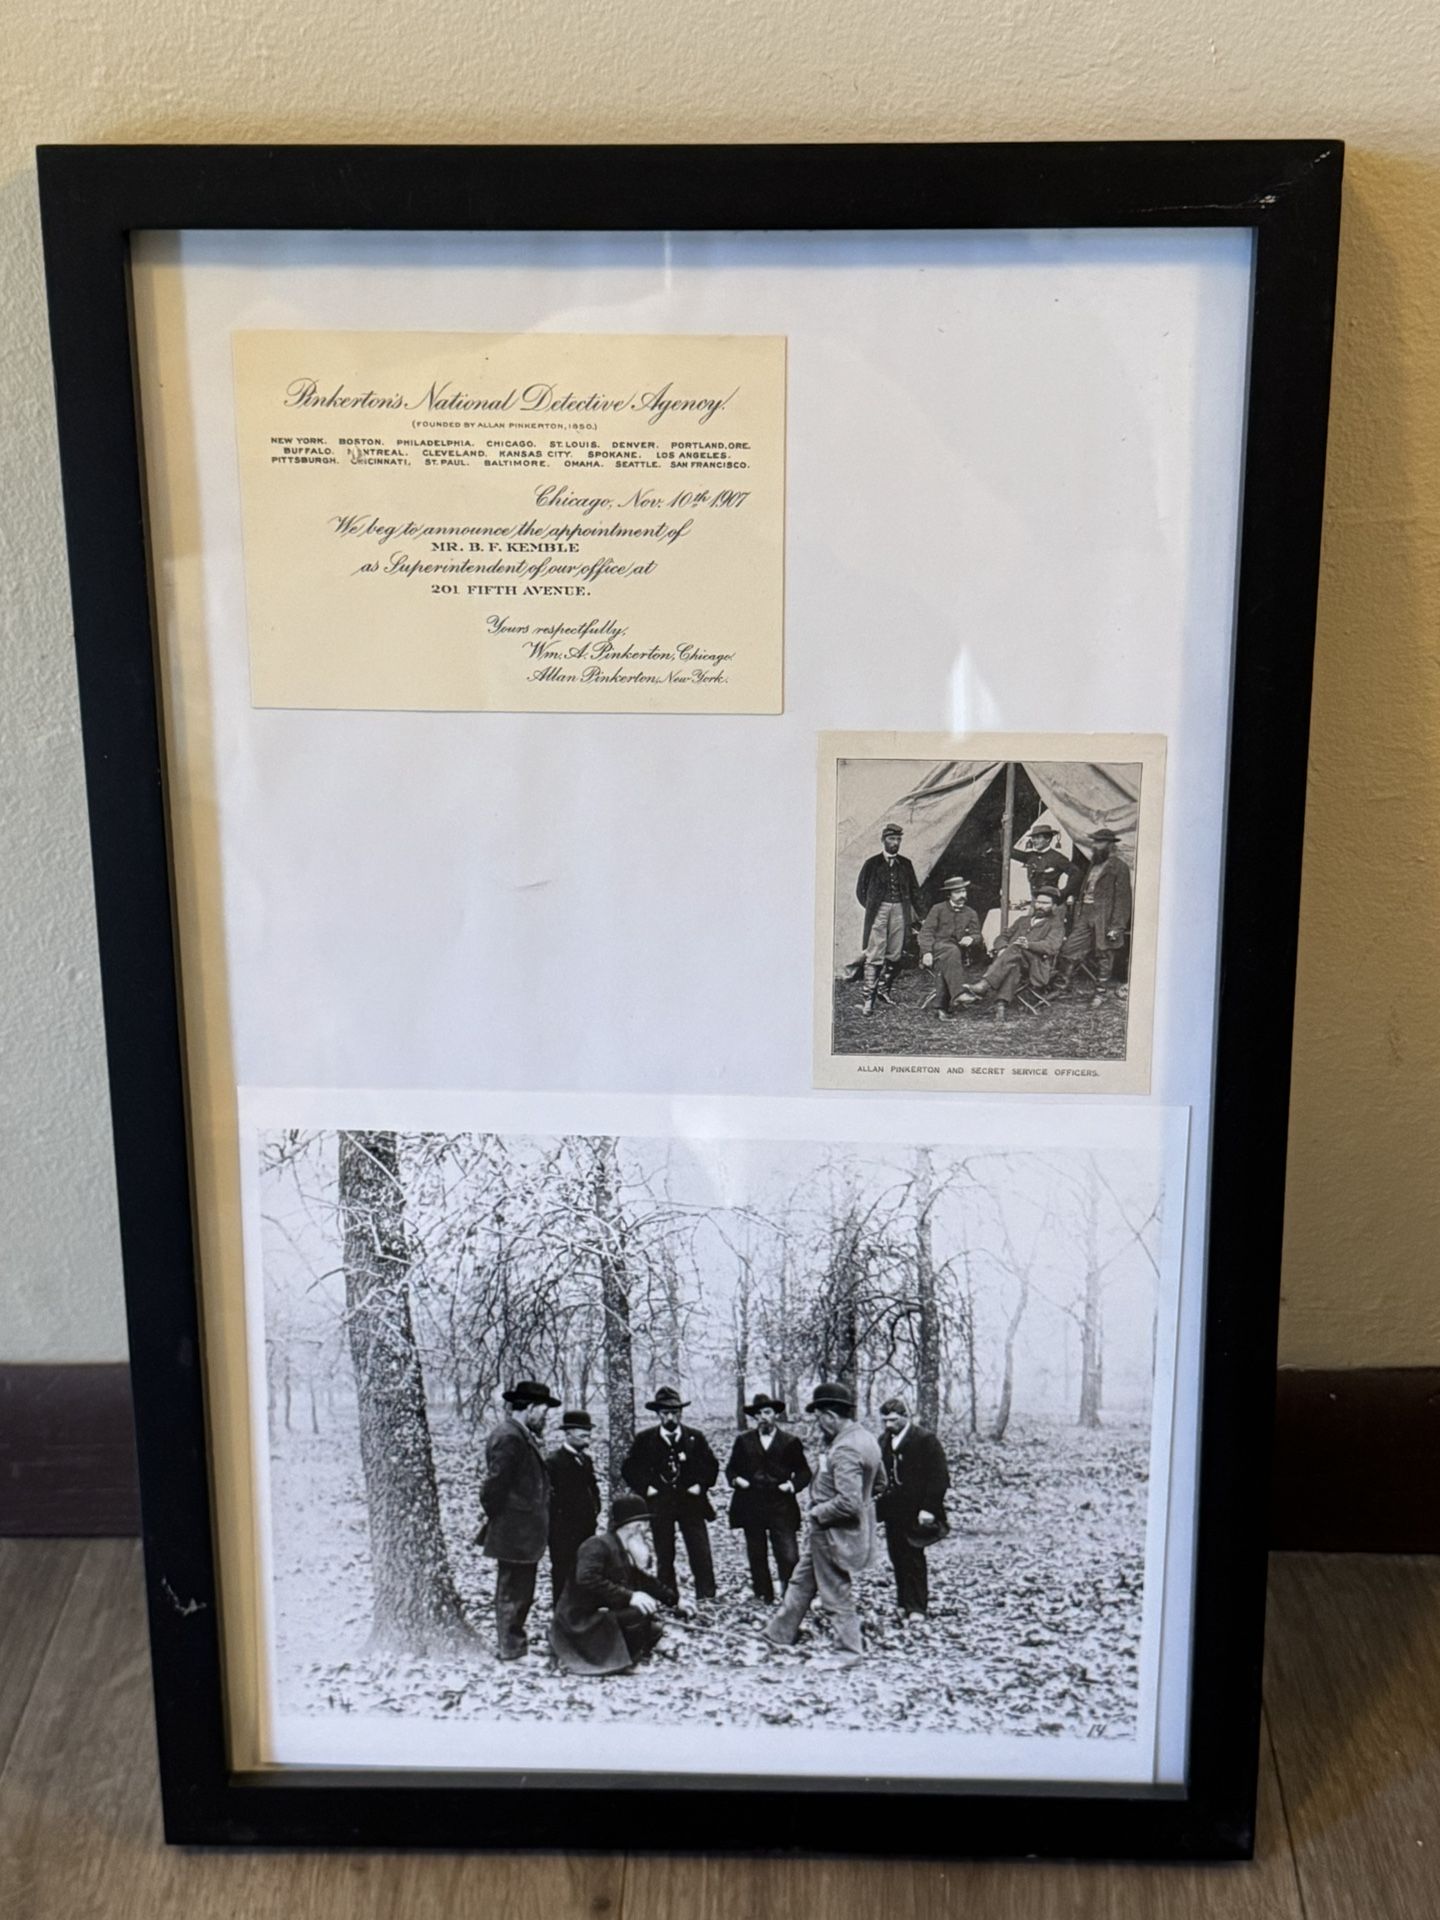 Pinkerton's National Detective Agency.
(FOUNDED BY ALLAN PINKERTON, 1850.)
NEW YORK. BOSTON. PHILADELPHIA. CHICAGO. ST. LOUIS. DENVER. PORTLAND, ORE.
BUFFALO. MONTREAL. CLEVELAND. KANSAS CITY. SPOKANE. LOS ANGELES.
PITTSBURGH. CINCINNATI. ST. PAUL. BALTIMORE. OMAHA. SEATTLE. SAN FRANCISCO.
Chicago, Nov. 10th 1907
We beg to announce the appointment of
MR. B. F. KEMBLE
as Superintendent of our office at
201 FIFTH AVENUE.
Yours respectfully,
Wm. A. Pinkerton, Chicago.
Allan Pinkerton, New York.
ALLAN PINKERTON AND SECRET SERVICE OFFICERS.
14